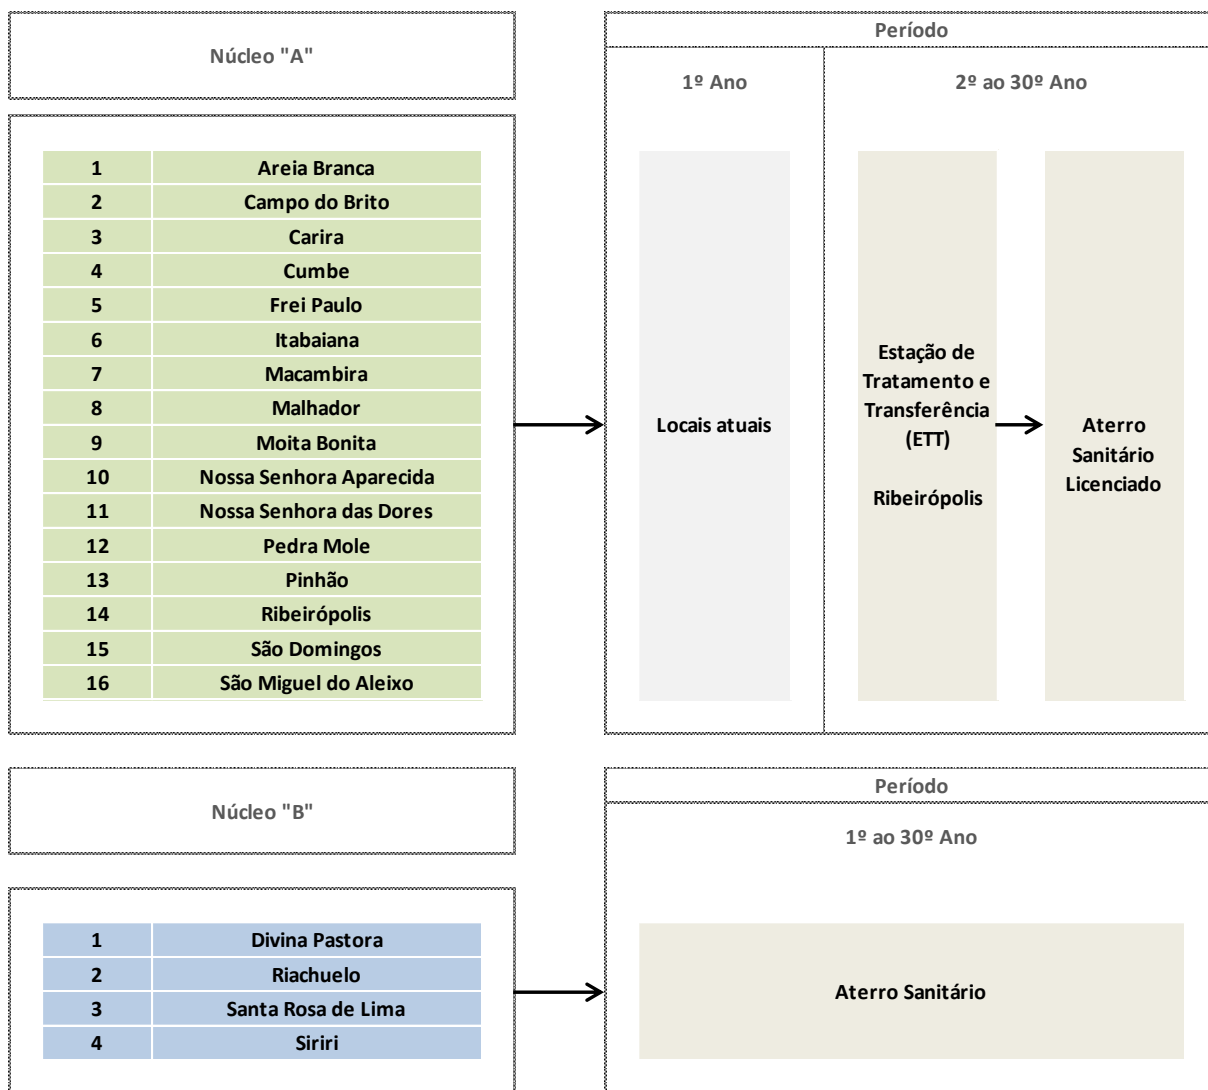 Núcleo "A"
Período
1º Ano
2º ao 30º Ano
1 Areia Branca
2 Campo do Brito
3 Carira
4 Cumbe
5 Frei Paulo
6 Itabaiana
7 Macambira
8 Malhador
9 Moita Bonita
10 Nossa Senhora Aparecida
11 Nossa Senhora das Dores
12 Pedra Mole
13 Pinhão
14 Ribeirópolis
15 São Domingos
16 São Miguel do Aleixo
Locais atuais
Estação de
Tratamento e
Transferência
(ETT)
Ribeirópolis
Aterro
Sanitário
Licenciado
Núcleo "B"
Período
1º ao 30º Ano
1 Divina Pastora
2 Riachuelo
3 Santa Rosa de Lima
4 Siriri
Aterro Sanitário